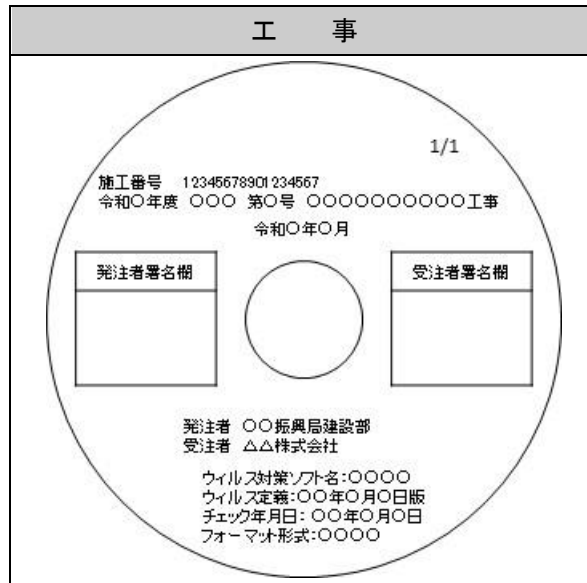 工　事
1/1
施工番号　12345678901234567
令和〇年度　〇〇〇　第〇号　〇〇〇〇〇〇〇〇〇〇工事
令和〇年〇月
発注者署名欄
受注者署名欄
発注者　〇〇振興局建設部
受注者　△△株式会社
ウィルス対策ソフト名：〇〇〇〇
ウィルス定義：〇〇年〇月〇日版
チェック年月日：〇〇年〇月〇日
フォーマット形式：〇〇〇〇